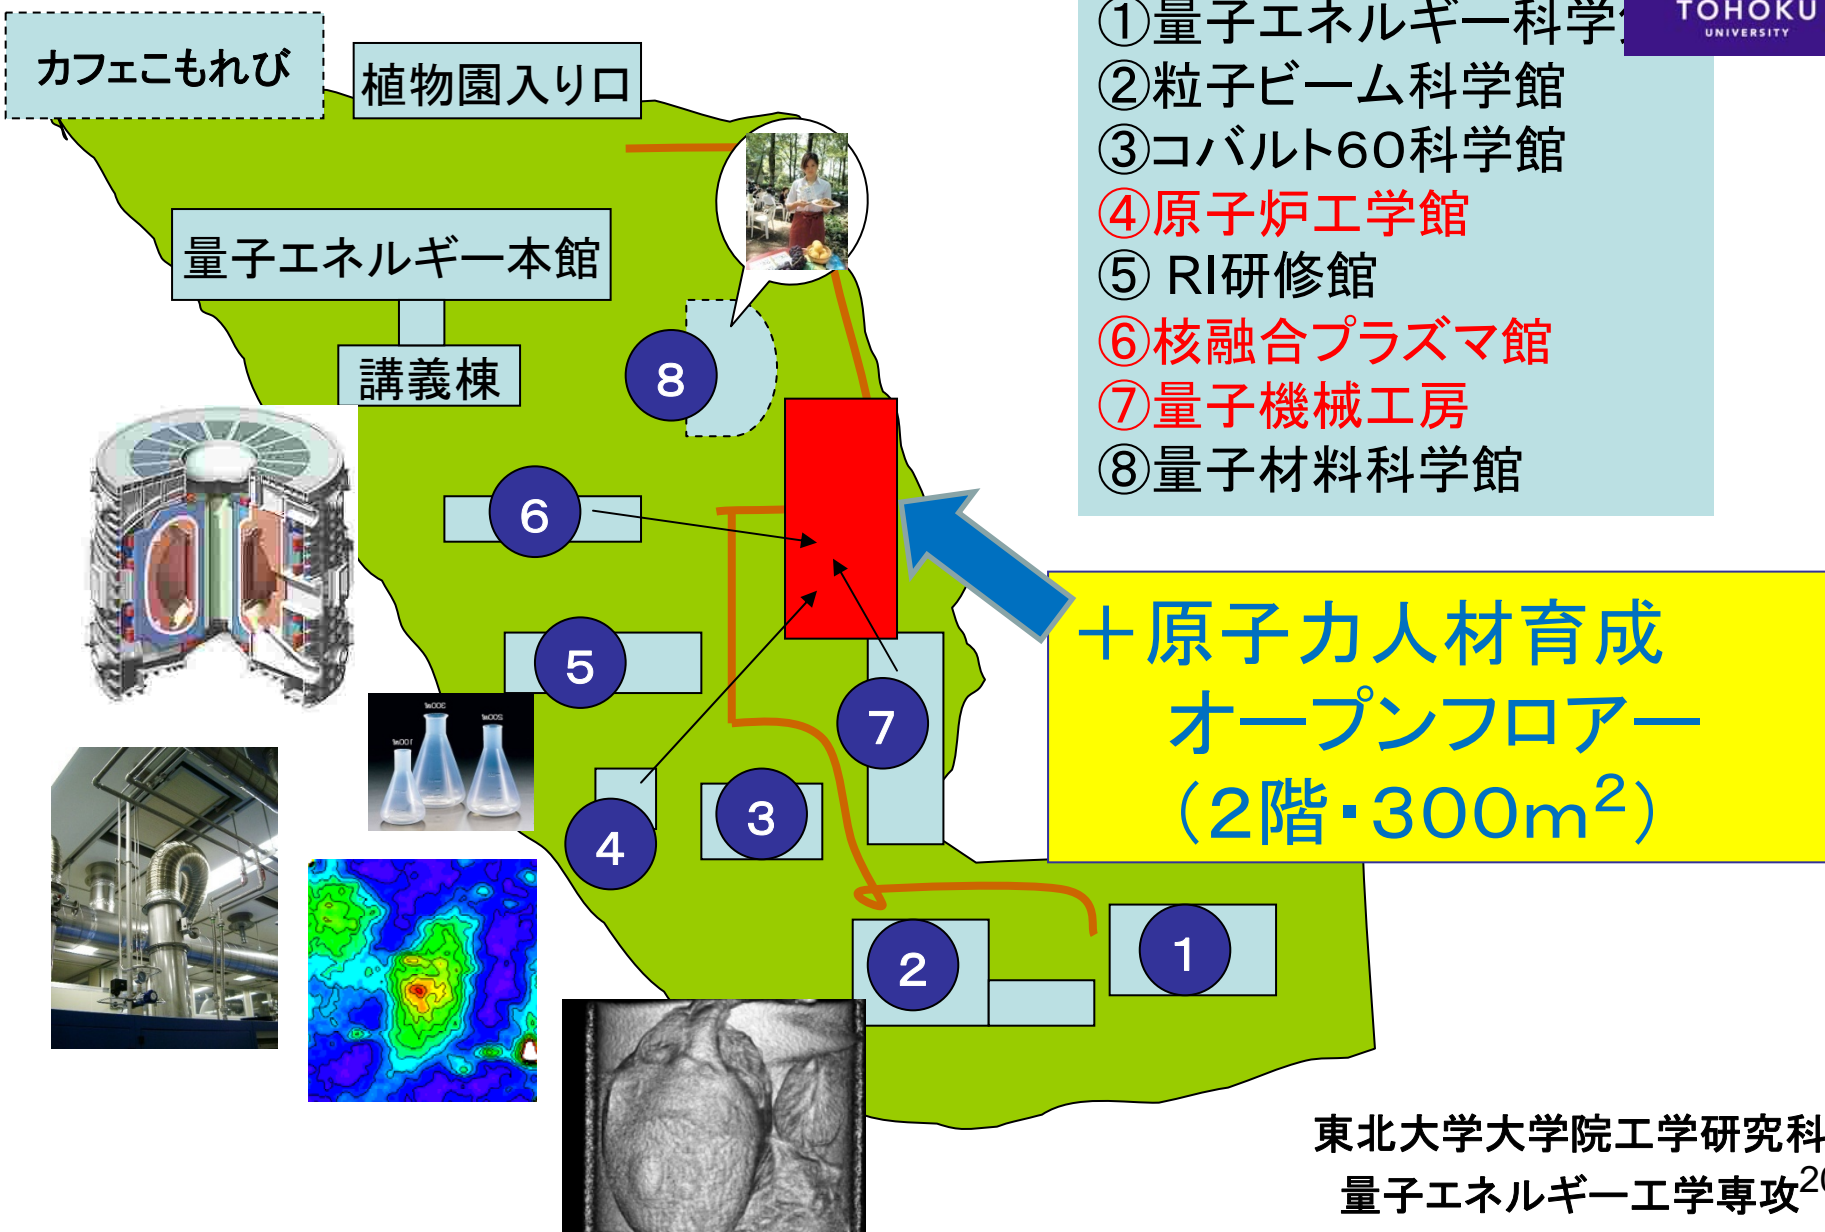 カフェこもれび
植物園入り口
量子エネルギー本館
講義棟
①量子エネルギー科学
②粒子ビーム科学館
③コバルト60科学館
④原子炉工学館
⑤ RI研修館
⑥核融合プラズマ館
⑦量子機械工房
⑧量子材料科学館
TOHOKU
UNIVERSITY
8
6
5
7
4
3
2
1
+原子力人材育成
オープンフロアー
(2階・300m²)
東北大学大学院工学研究科
量子エネルギー工学専攻